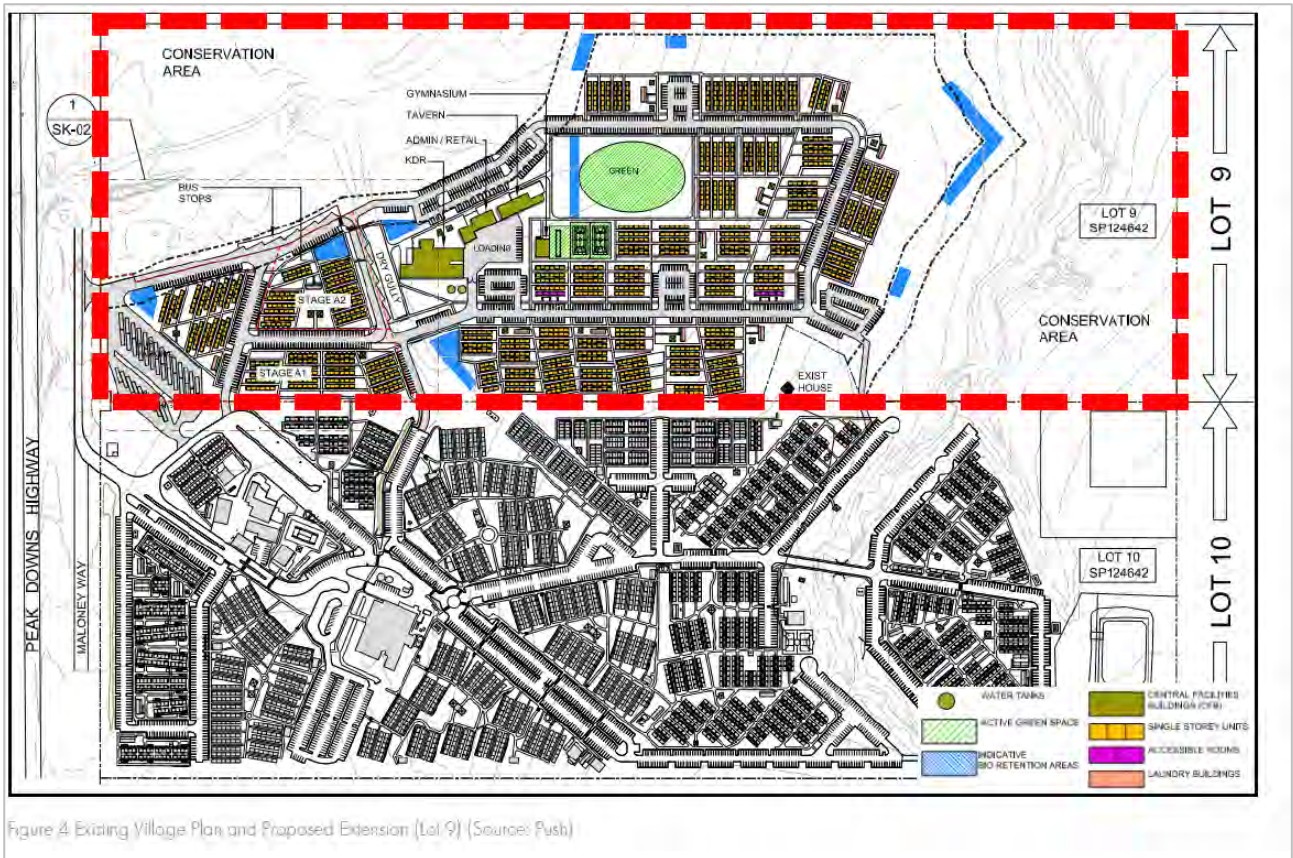 CONSERVATION
AREA
1
SK-02
GYMNASIUM
TAVERN
ADMIN / RETAIL
KDR
BUS
STOPS
GREEN
LOADING
DRY GULLY
STAGE A2
STAGE A1
LOT 9
SP124642
LOT 9
CONSERVATION
AREA
EXIST
HOUSE
PEAK DOWNS HIGHWAY
MALONEY WAY
LOT 10
SP124642
LOT 10
WATER TANKS
ACTIVE GREEN SPACE
INDICATIVE
BIO RETENTION AREAS
CENTRAL FACILITIES
BUILDINGS (CFB)
SINGLE STOREY UNITS
ACCESSIBLE ROOMS
LAUNDRY BUILDINGS
Figure 4 Existing Village Plan and Proposed Extension (Lot 9) (Source: Push)